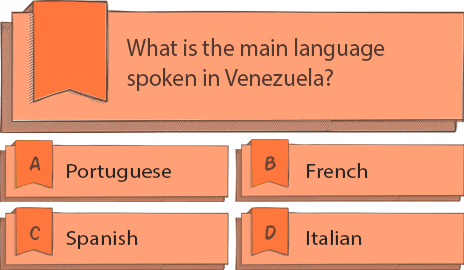 What is the main language
spoken in Venezuela?
A Portuguese
B French
C Spanish
D Italian